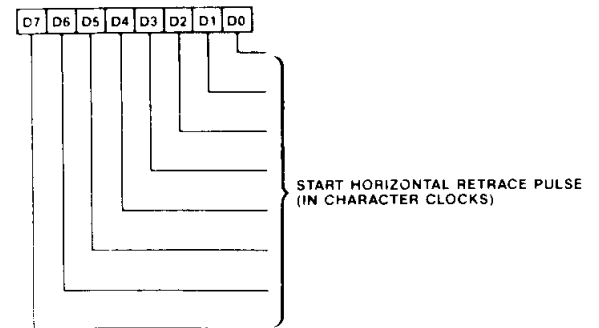 D7 D6 D5 D4 D3 D2 D1 D0
START HORIZONTAL RETRACE PULSE
(IN CHARACTER CLOCKS)